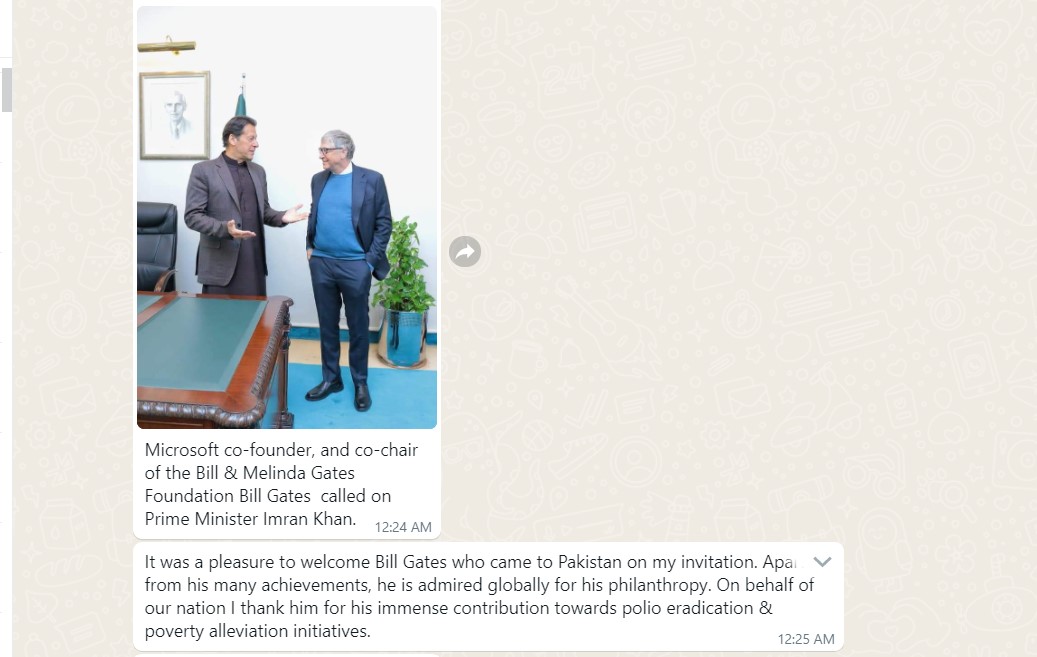 Microsoft co-founder, and co-chair
of the Bill & Melinda Gates
Foundation Bill Gates called on
Prime Minister Imran Khan.
12:24 AM
It was a pleasure to welcome Bill Gates who came to Pakistan on my invitation. Apar
from his many achievements, he is admired globally for his philanthropy. On behalf of
our nation I thank him for his immense contribution towards polio eradication &
poverty alleviation initiatives.
12:25 AM